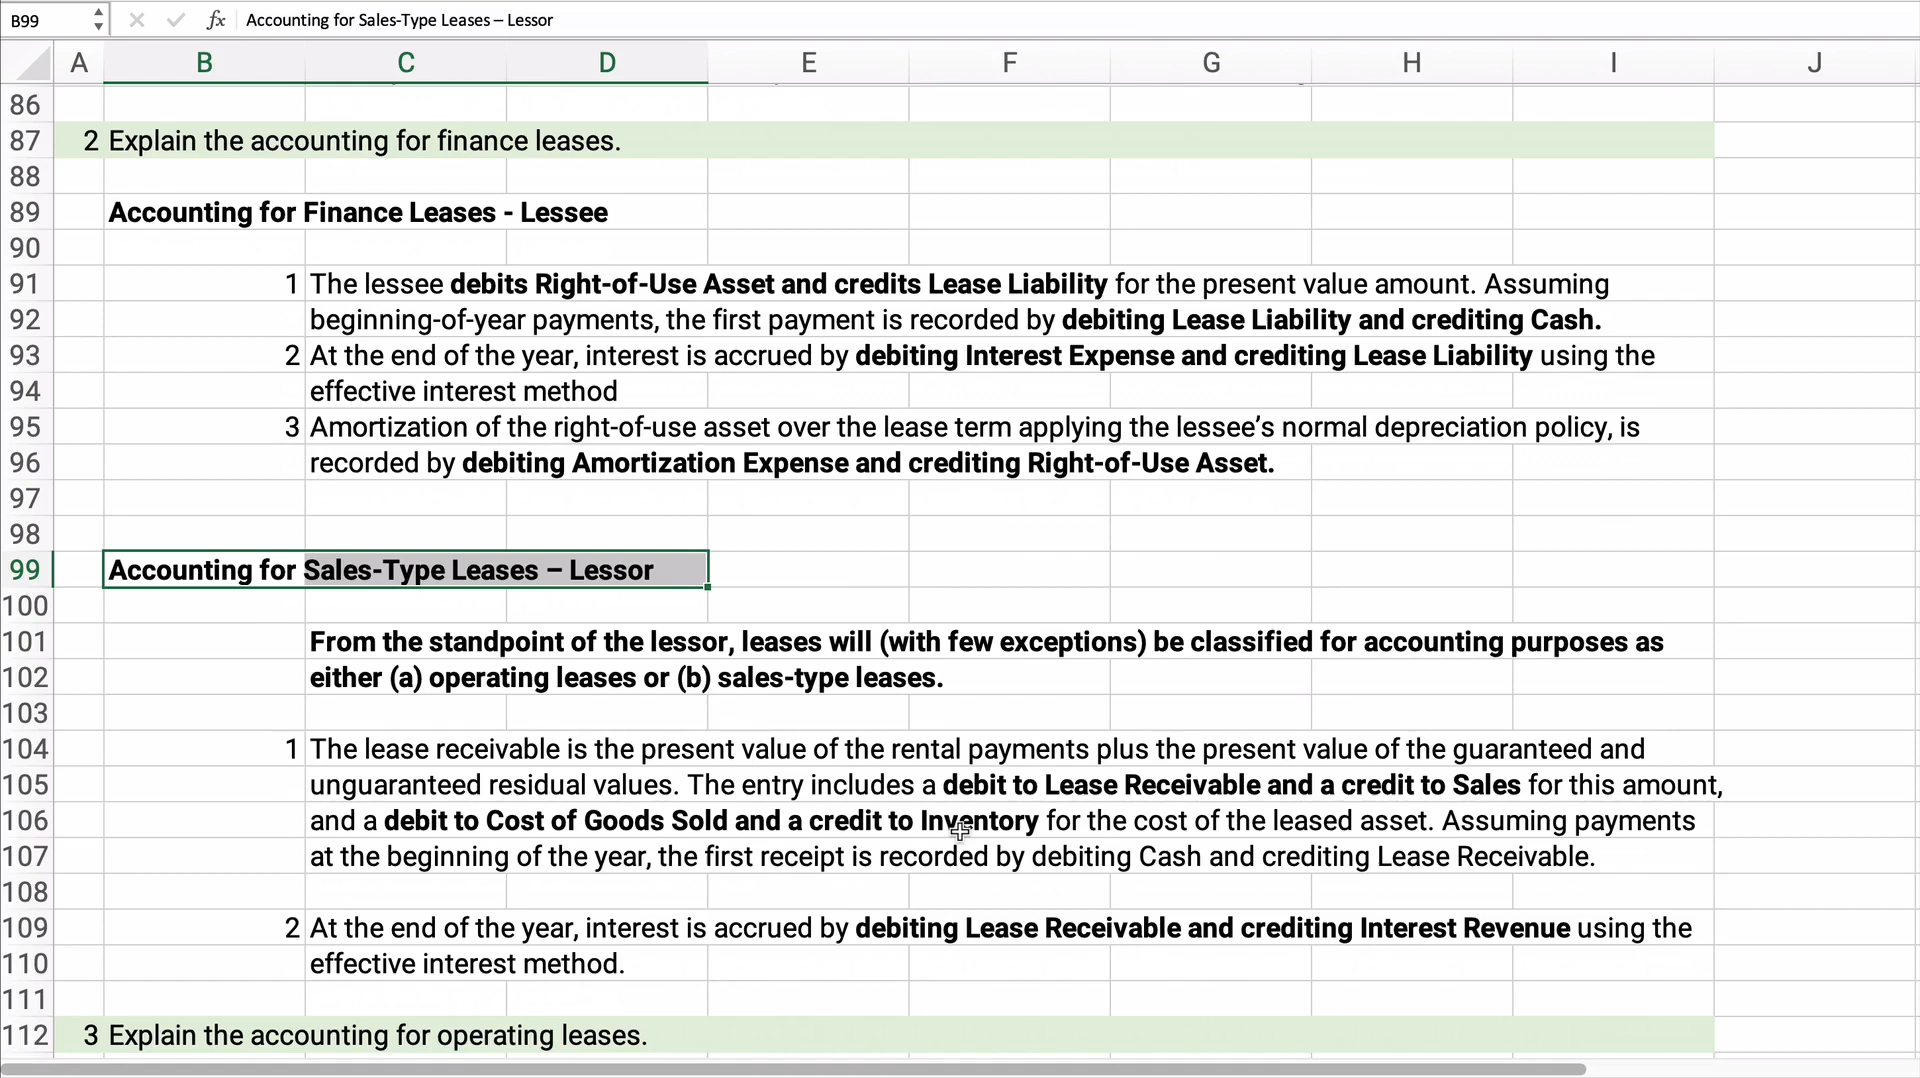 B99 fx Accounting for Sales-Type Leases – Lessor
A B C D E F G H I J
86
87 2 Explain the accounting for finance leases.
88
89 Accounting for Finance Leases - Lessee
90
91 1 The lessee debits Right-of-Use Asset and credits Lease Liability for the present value amount. Assuming
92 beginning-of-year payments, the first payment is recorded by debiting Lease Liability and crediting Cash.
93 2 At the end of the year, interest is accrued by debiting Interest Expense and crediting Lease Liability using the
94 effective interest method
95 3 Amortization of the right-of-use asset over the lease term applying the lessee’s normal depreciation policy, is
96 recorded by debiting Amortization Expense and crediting Right-of-Use Asset.
97
98
99 Accounting for Sales-Type Leases – Lessor
100
101 From the standpoint of the lessor, leases will (with few exceptions) be classified for accounting purposes as
102 either (a) operating leases or (b) sales-type leases.
103
104 1 The lease receivable is the present value of the rental payments plus the present value of the guaranteed and
105 unguaranteed residual values. The entry includes a debit to Lease Receivable and a credit to Sales for this amount,
106 and a debit to Cost of Goods Sold and a credit to Inventory for the cost of the leased asset. Assuming payments
107 at the beginning of the year, the first receipt is recorded by debiting Cash and crediting Lease Receivable.
108
109 2 At the end of the year, interest is accrued by debiting Lease Receivable and crediting Interest Revenue using the
110 effective interest method.
111
112 3 Explain the accounting for operating leases.